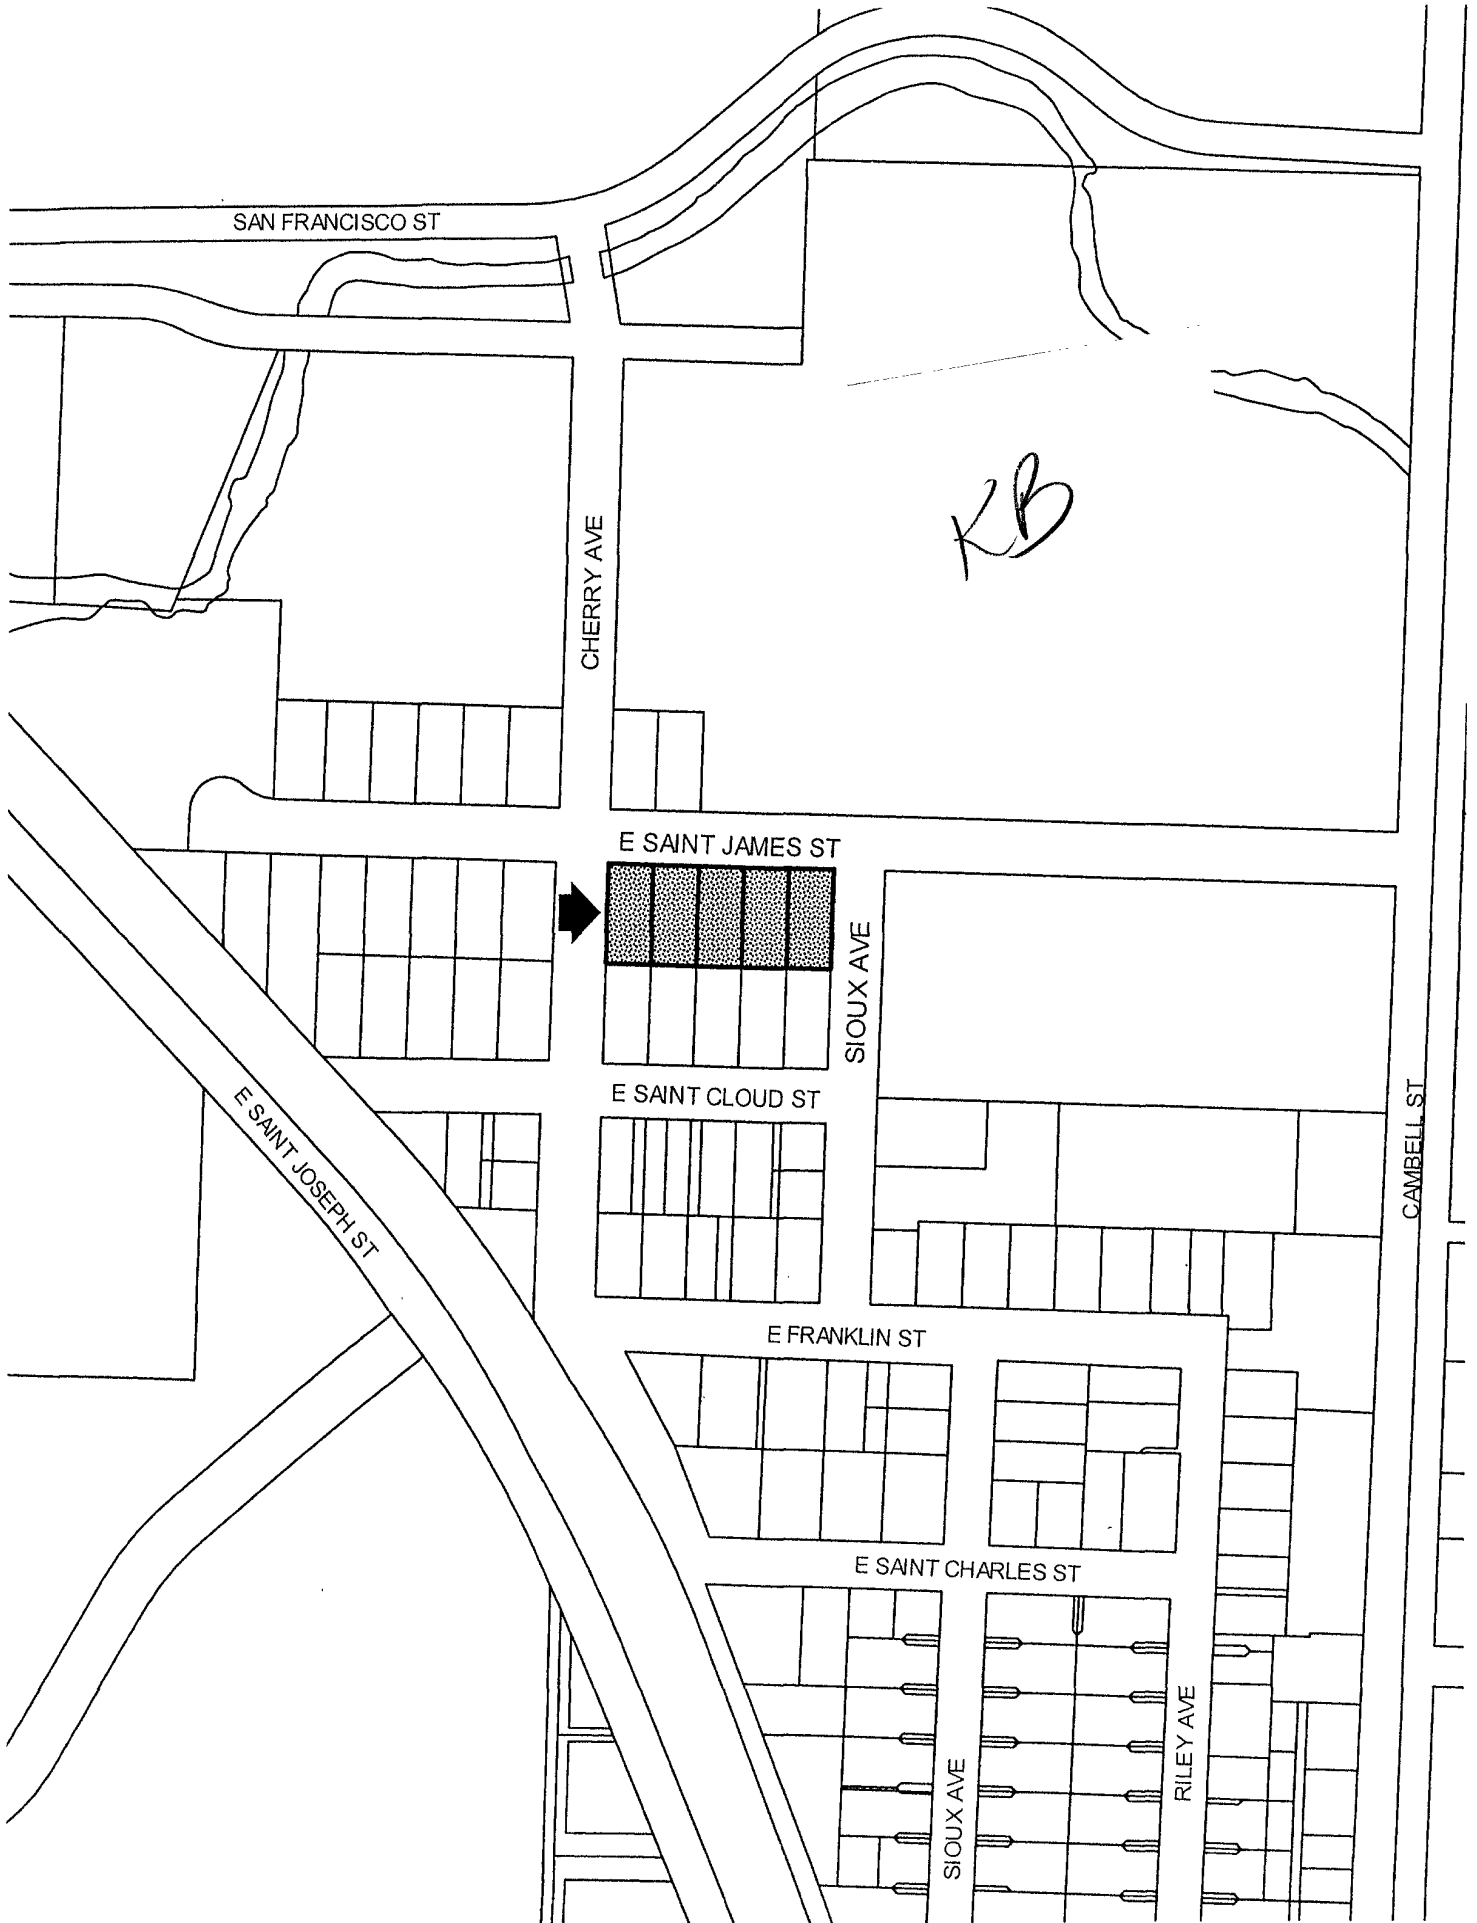 SAN FRANCISCO ST
KB
CHERRY AVE
E SAINT JAMES ST
SIOUX AVE
E SAINT CLOUD ST
E SAINT JOSEPH ST
CAMBELL ST
E FRANKLIN ST
E SAINT CHARLES ST
RILEY AVE
SIOUX AVE